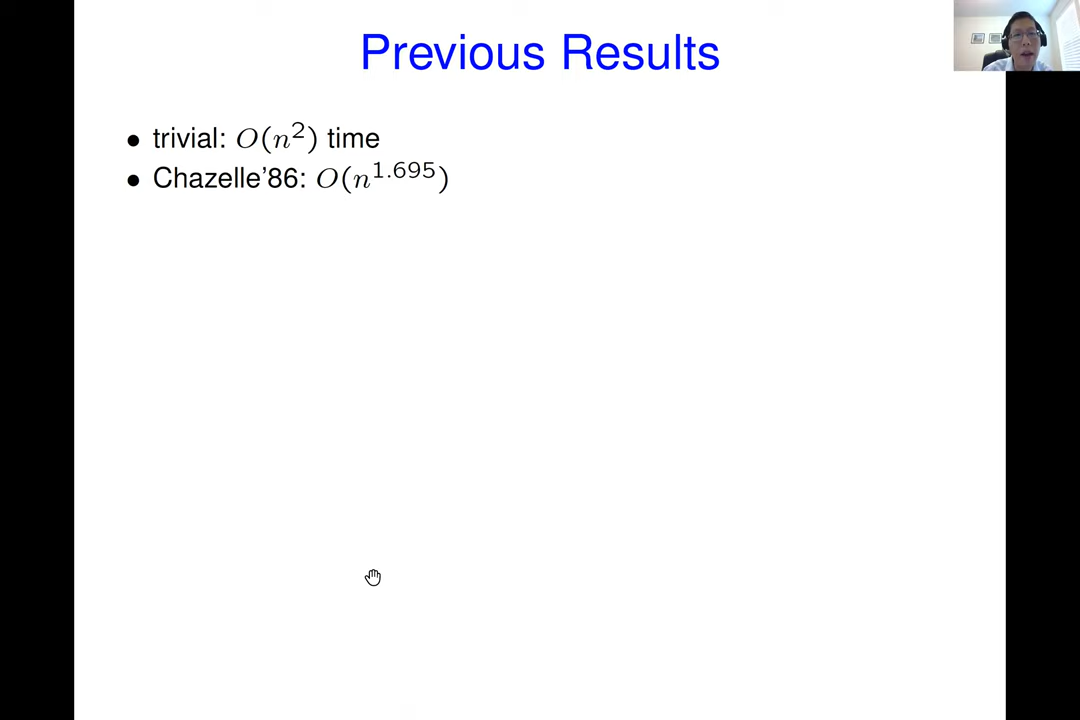 Previous Results
• trivial: O(n²) time
• Chazelle'86: O(n^1.695)